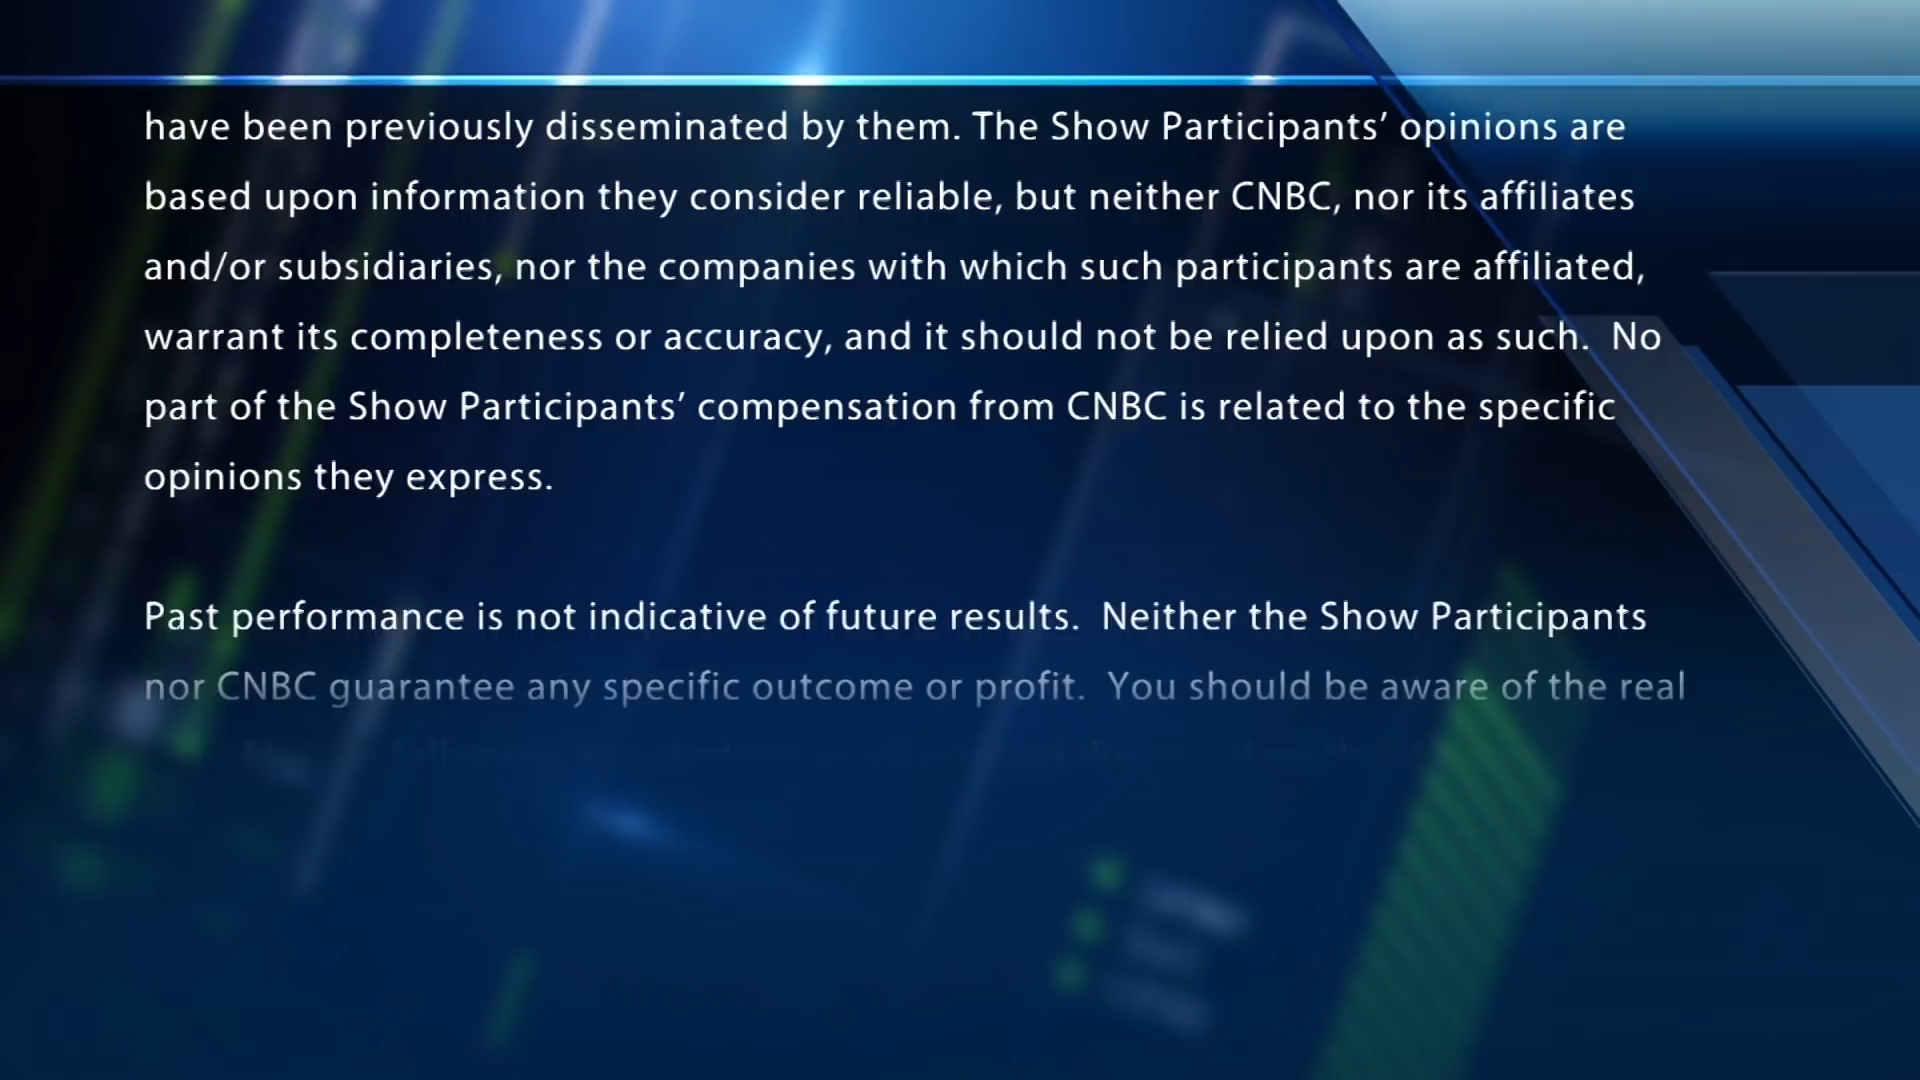 have been previously disseminated by them. The Show Participants’ opinions are
based upon information they consider reliable, but neither CNBC, nor its affiliates
and/or subsidiaries, nor the companies with which such participants are affiliated,
warrant its completeness or accuracy, and it should not be relied upon as such.  No
part of the Show Participants’ compensation from CNBC is related to the specific
opinions they express.
Past performance is not indicative of future results.  Neither the Show Participants
nor CNBC guarantee any specific outcome or profit.  You should be aware of the real